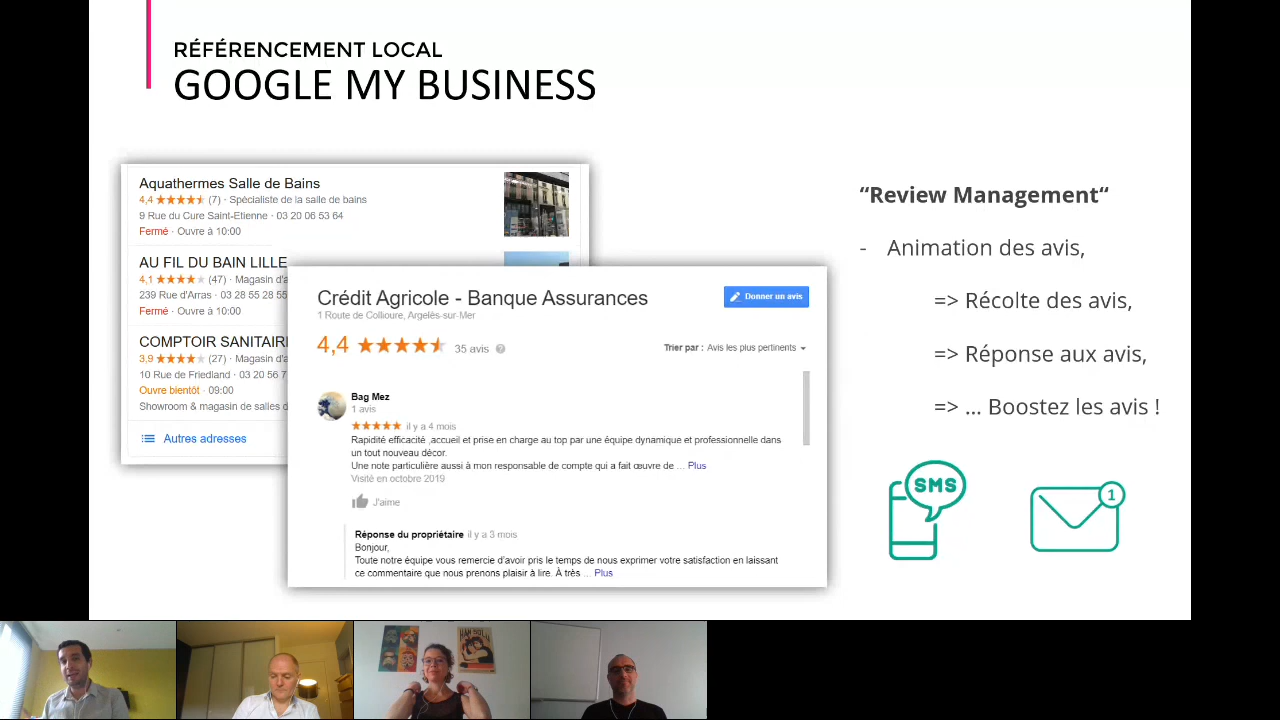 RÉFÉRENCEMENT LOCAL
GOOGLE MY BUSINESS
Aquathermes Salle de Bains
4,4 (7) · Spécialiste de la salle de bains
9 Rue du Cure Saint-Etienne · 03 20 06 53 64
Fermé · Ouvre à 10:00
AU FIL DU BAIN LILLE
4,1 (47) · Magasin d'a
239 Rue d'Arras · 03 28 55 28 55
Fermé · Ouvre à 10:00
COMPTOIR SANITAIR
3,9 (27) · Magasin d'a
10 Rue de Friedland · 03 20 56 7
Ouvre bientôt · 09:00
Showroom & magasin de salles d
Autres adresses
Crédit Agricole - Banque Assurances
Donner un avis
1 Route de Collioure, Argelès-sur-Mer
4,4 35 avis
Trier par : Avis les plus pertinents
Bag Mez
1 avis
il y a 4 mois
Rapidité efficacité ,accueil et prise en charge au top par une équipe dynamique et professionnelle dans
un tout nouveau décor.
Une note particulière aussi à mon responsable de compte qui a fait œuvre de ... Plus
Visité en octobre 2019
J'aime
Réponse du propriétaire il y a 3 mois
Bonjour,
Toute notre équipe vous remercie d'avoir pris le temps de nous exprimer votre satisfaction en laissant
ce commentaire que nous prenons plaisir à lire. À très ... Plus
“Review Management“
- Animation des avis,
=> Récolte des avis,
=> Réponse aux avis,
=> ... Boostez les avis !
SMS
1
HAN SOLO